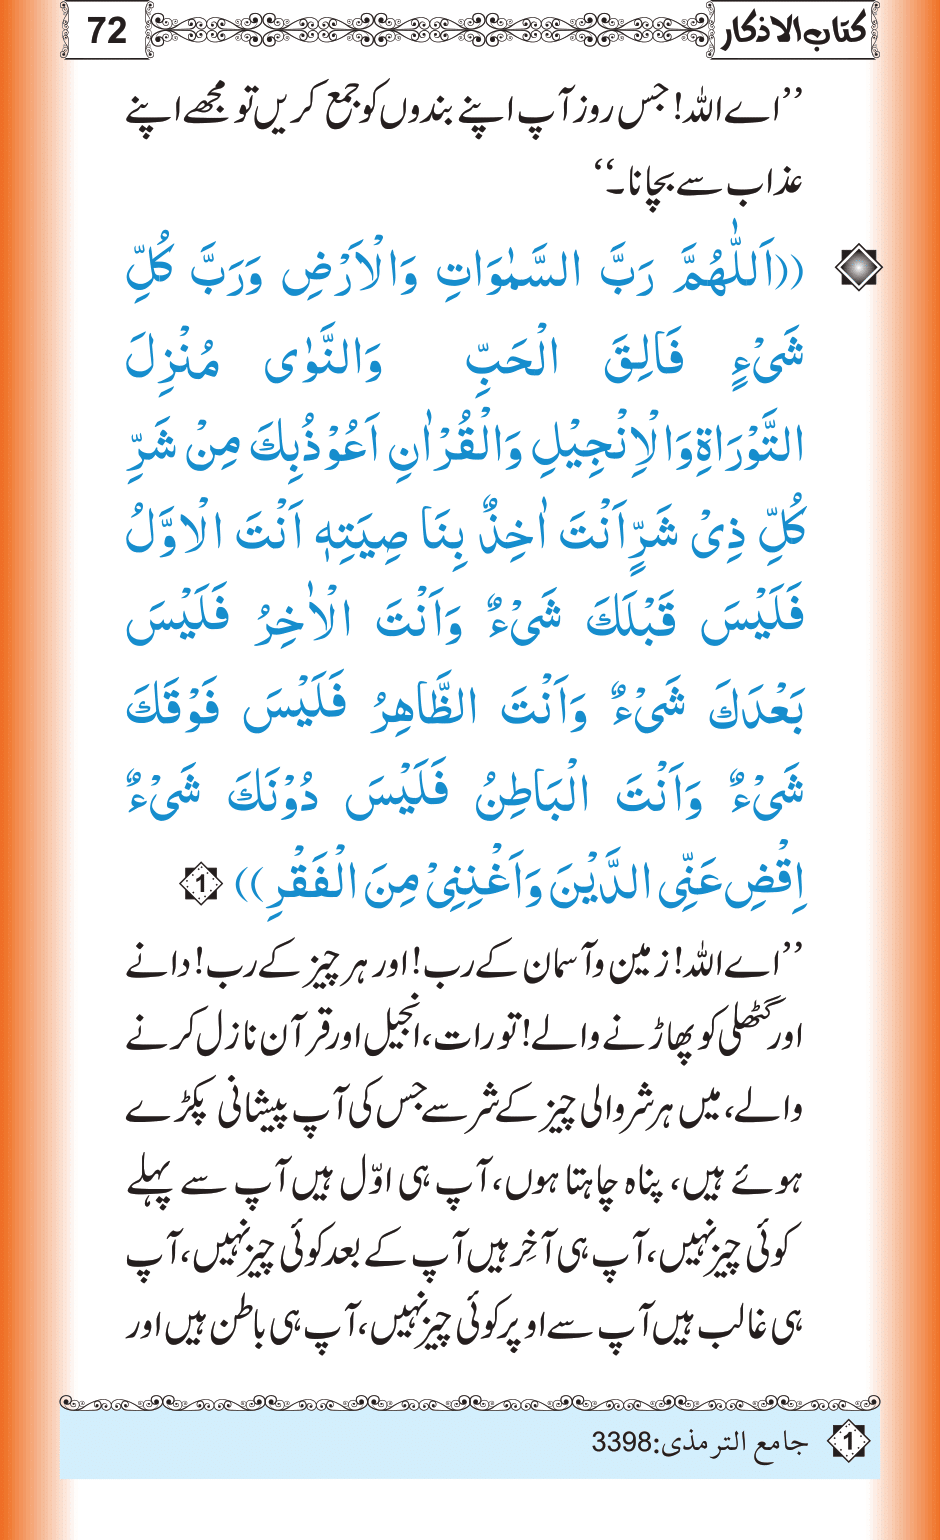 كتاب الاذكار 72
’’اے اللہ! جس روز آپ اپنے بندوں کو جمع کریں تو مجھے اپنے
عذاب سے بچانا۔‘‘
((اَللّٰهُمَّ رَبَّ السَّمٰوَاتِ وَالْاَرْضِ وَرَبَّ كُلِّ
شَیْءٍ فَالِقَ الْحَبِّ وَالنَّوٰى مُنْزِلَ
التَّوْرَاةِ وَالْاِنْجِيْلِ وَالْقُرْاٰنِ اَعُوْذُبِكَ مِنْ شَرِّ
كُلِّ ذِىْ شَرٍّ اَنْتَ اٰخِذٌ بِنَا صِيَتِهٖ اَنْتَ الْاَوَّلُ
فَلَيْسَ قَبْلَكَ شَیْءٌ وَاَنْتَ الْاٰخِرُ فَلَيْسَ
بَعْدَكَ شَیْءٌ وَاَنْتَ الظَّاهِرُ فَلَيْسَ فَوْقَكَ
شَیْءٌ وَاَنْتَ الْبَاطِنُ فَلَيْسَ دُوْنَكَ شَیْءٌ
اِقْضِ عَنِّى الدَّيْنَ وَاَغْنِنِىْ مِنَ الْفَقْرِ)) 1
’’اے اللہ! زمین و آسمان کے رب! اور ہر چیز کے رب! دانے
اور گٹھلی کو پھاڑنے والے! تورات، انجیل اور قرآن نازل کرنے
والے، میں ہر شر والی چیز کے شر سے جس کی آپ پیشانی پکڑے
ہوئے ہیں، پناہ چاہتا ہوں، آپ ہی اوّل ہیں آپ سے پہلے
کوئی چیز نہیں، آپ ہی آخِر ہیں آپ کے بعد کوئی چیز نہیں، آپ
ہی غالب ہیں آپ سے اوپر کوئی چیز نہیں، آپ ہی باطن ہیں اور
1 جامع الترمذی:3398